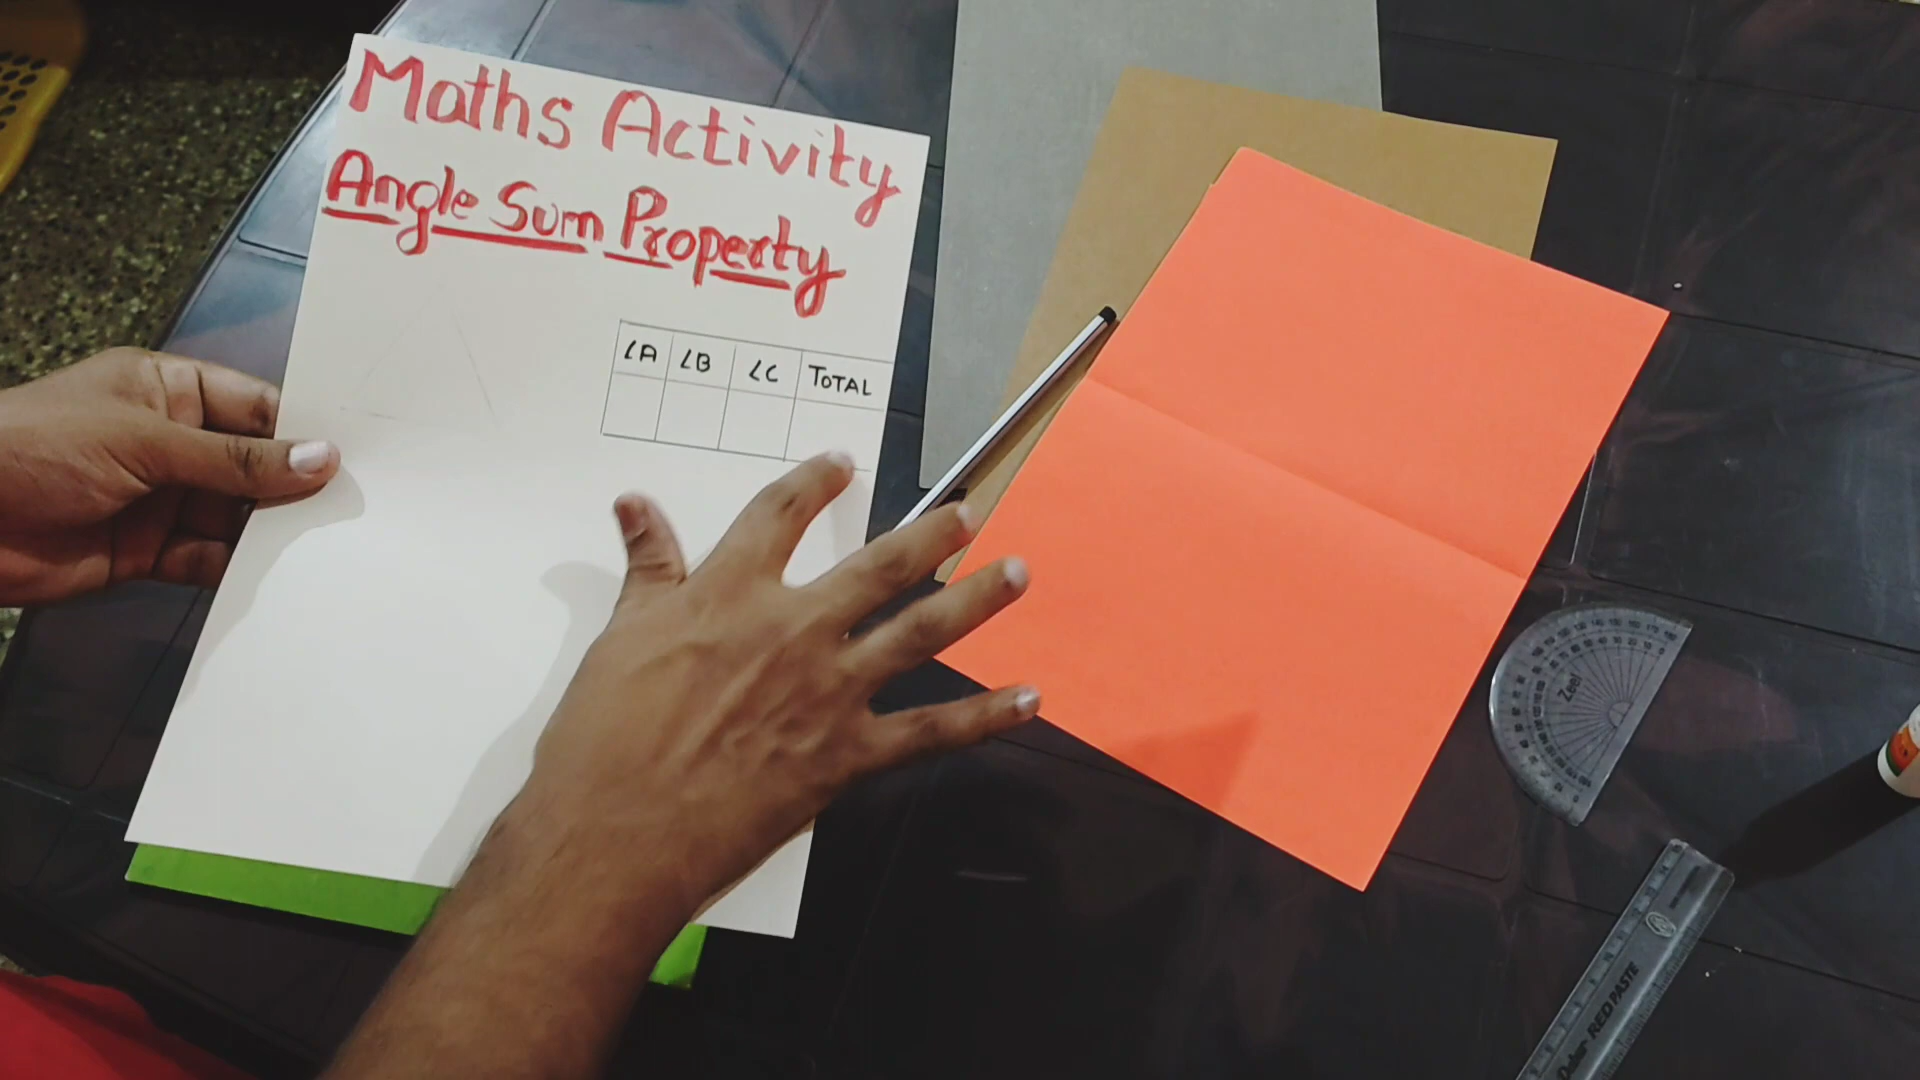 Maths Activity
Angle Sum Property
∠A ∠B ∠C TOTAL
Zeel
RED PASTE